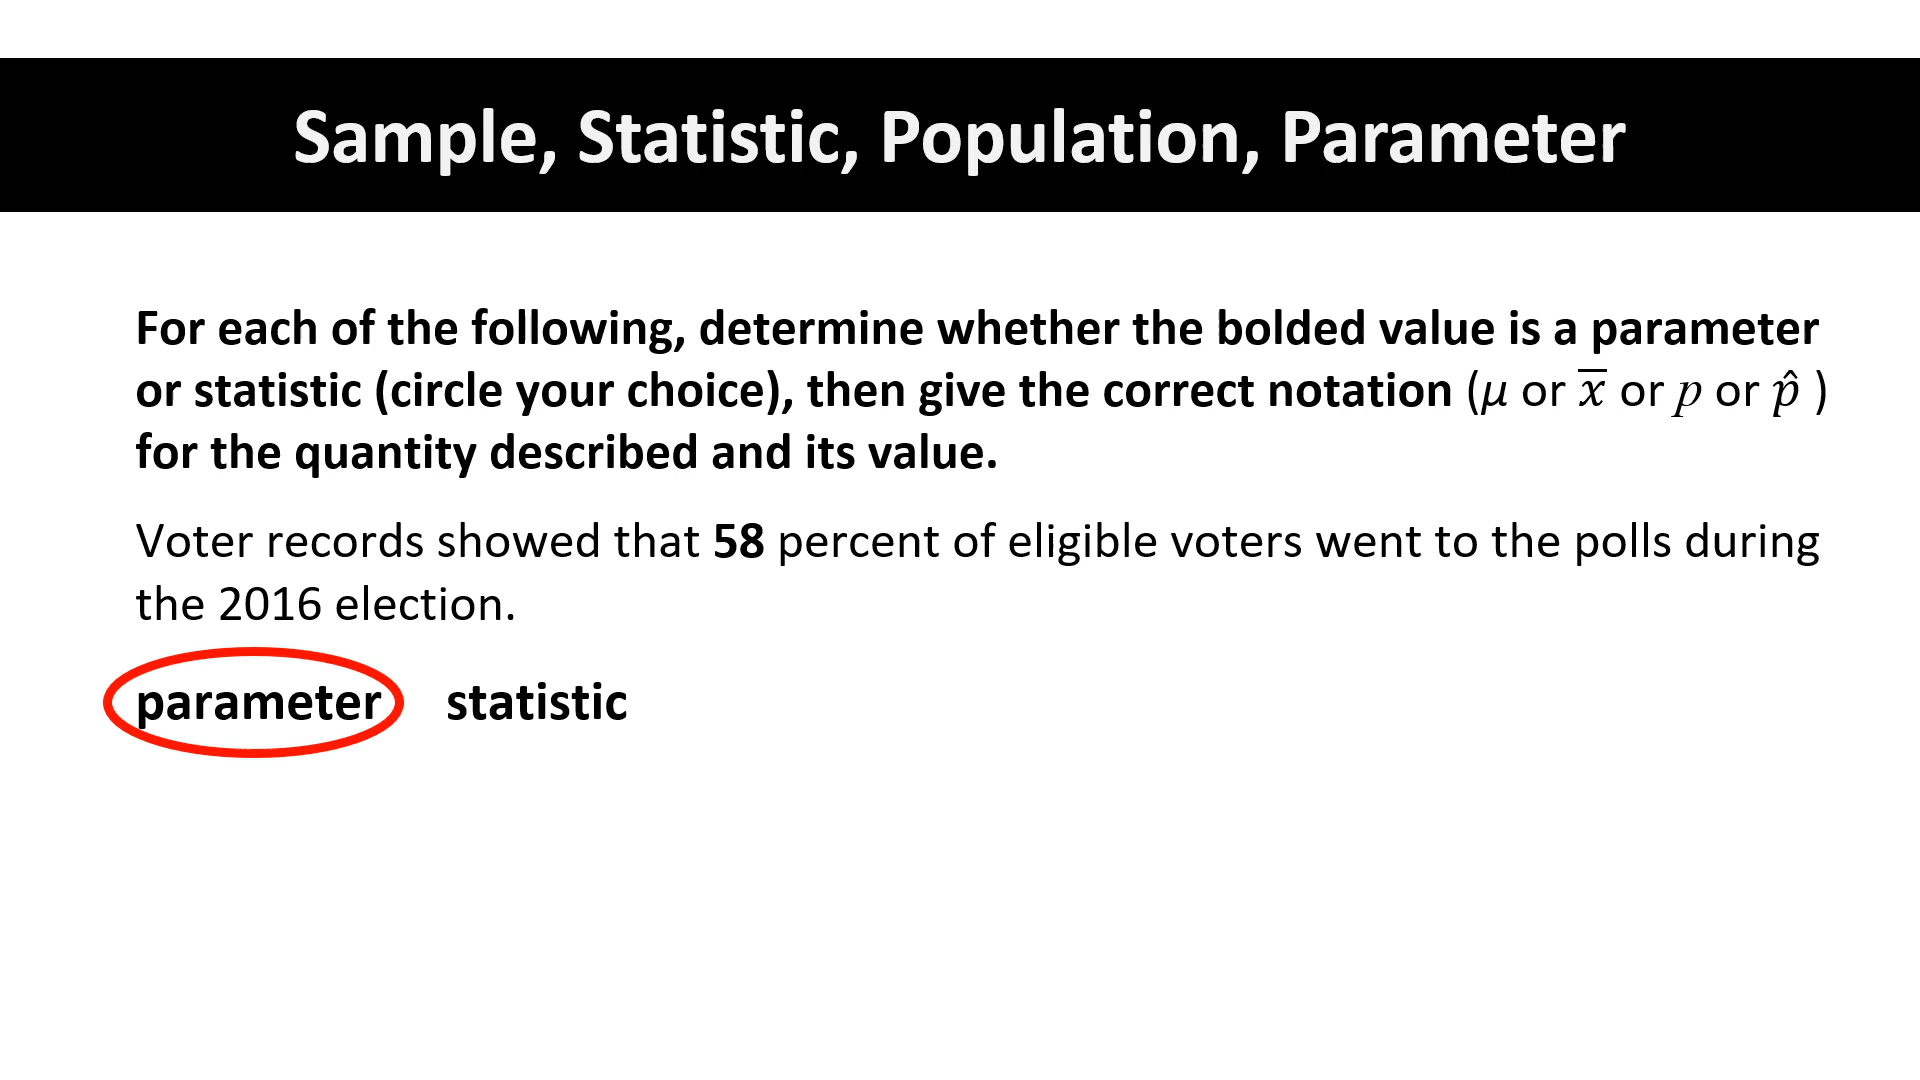 Sample, Statistic, Population, Parameter
For each of the following, determine whether the bolded value is a parameter
or statistic (circle your choice), then give the correct notation (μ or x̅ or p or p̂ )
for the quantity described and its value.
Voter records showed that 58 percent of eligible voters went to the polls during
the 2016 election.
parameter statistic